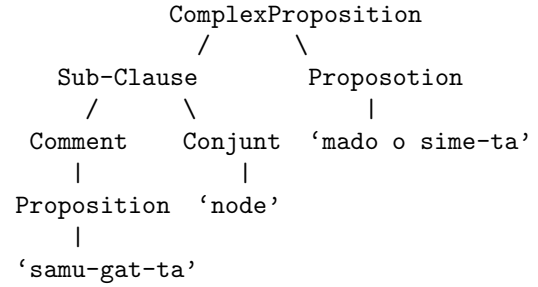 ComplexProposition
/ \
Sub-Clause Proposotion
/ \ |
Comment Conjunt ‘mado o sime-ta’
| |
Proposition ‘node’
|
‘samu-gat-ta’